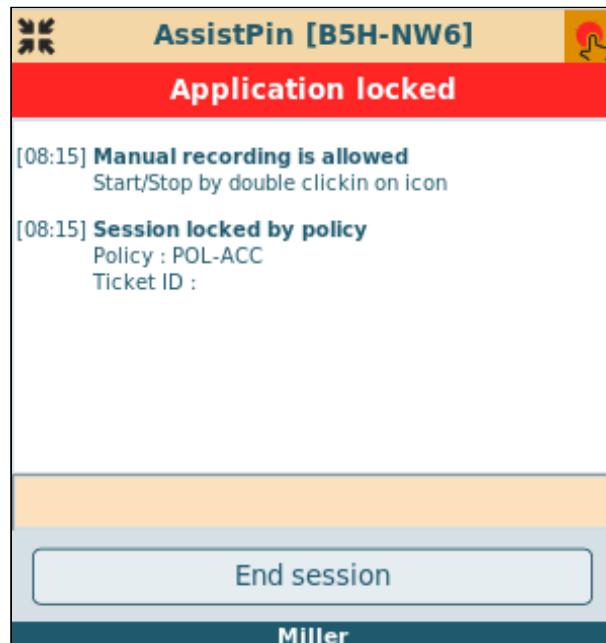 AssistPin [B5H-NW6]
Application locked
[08:15] Manual recording is allowed
Start/Stop by double clickin on icon
[08:15] Session locked by policy
Policy : POL-ACC
Ticket ID :
End session
Miller